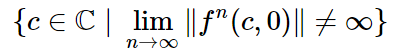 {c ∈ ℂ | lim_{n→∞} ‖fⁿ(c, 0)‖ ≠ ∞}